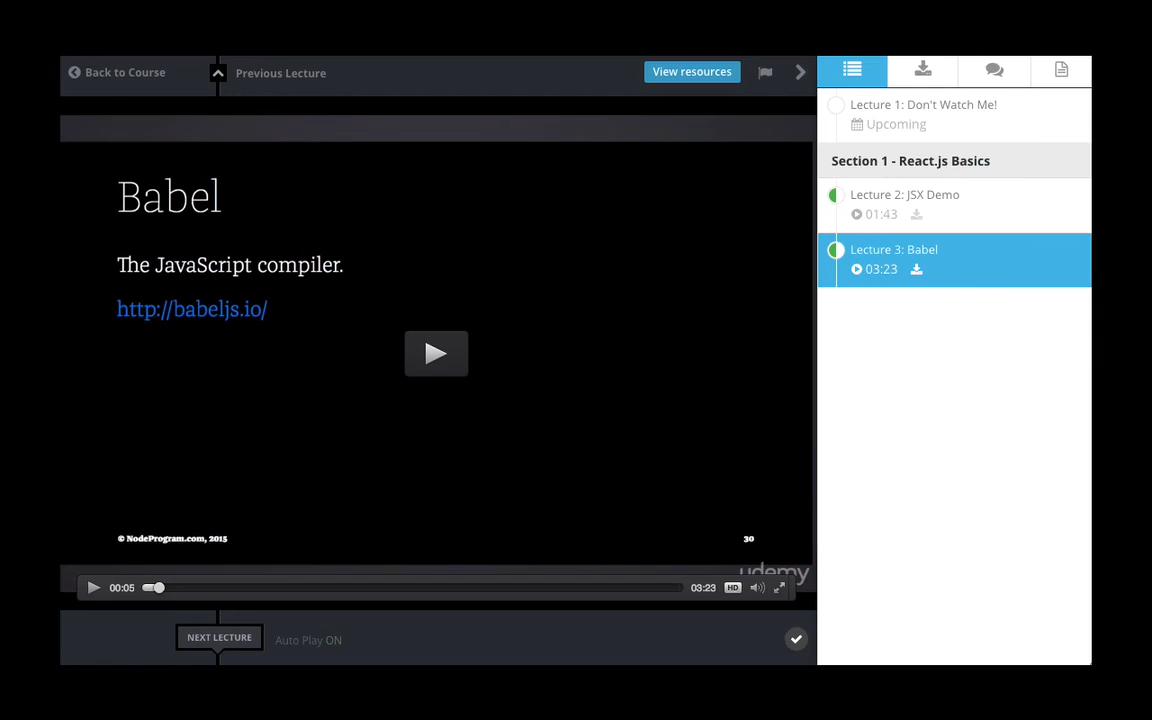 Back to Course
Previous Lecture
View resources
Babel
The JavaScript compiler.
http://babeljs.io/
© NodeProgram.com, 2015
30
udemy
00:05
03:23
HD
NEXT LECTURE
Auto Play ON
Lecture 1: Don't Watch Me!
Upcoming
Section 1 - React.js Basics
Lecture 2: JSX Demo
01:43
Lecture 3: Babel
03:23